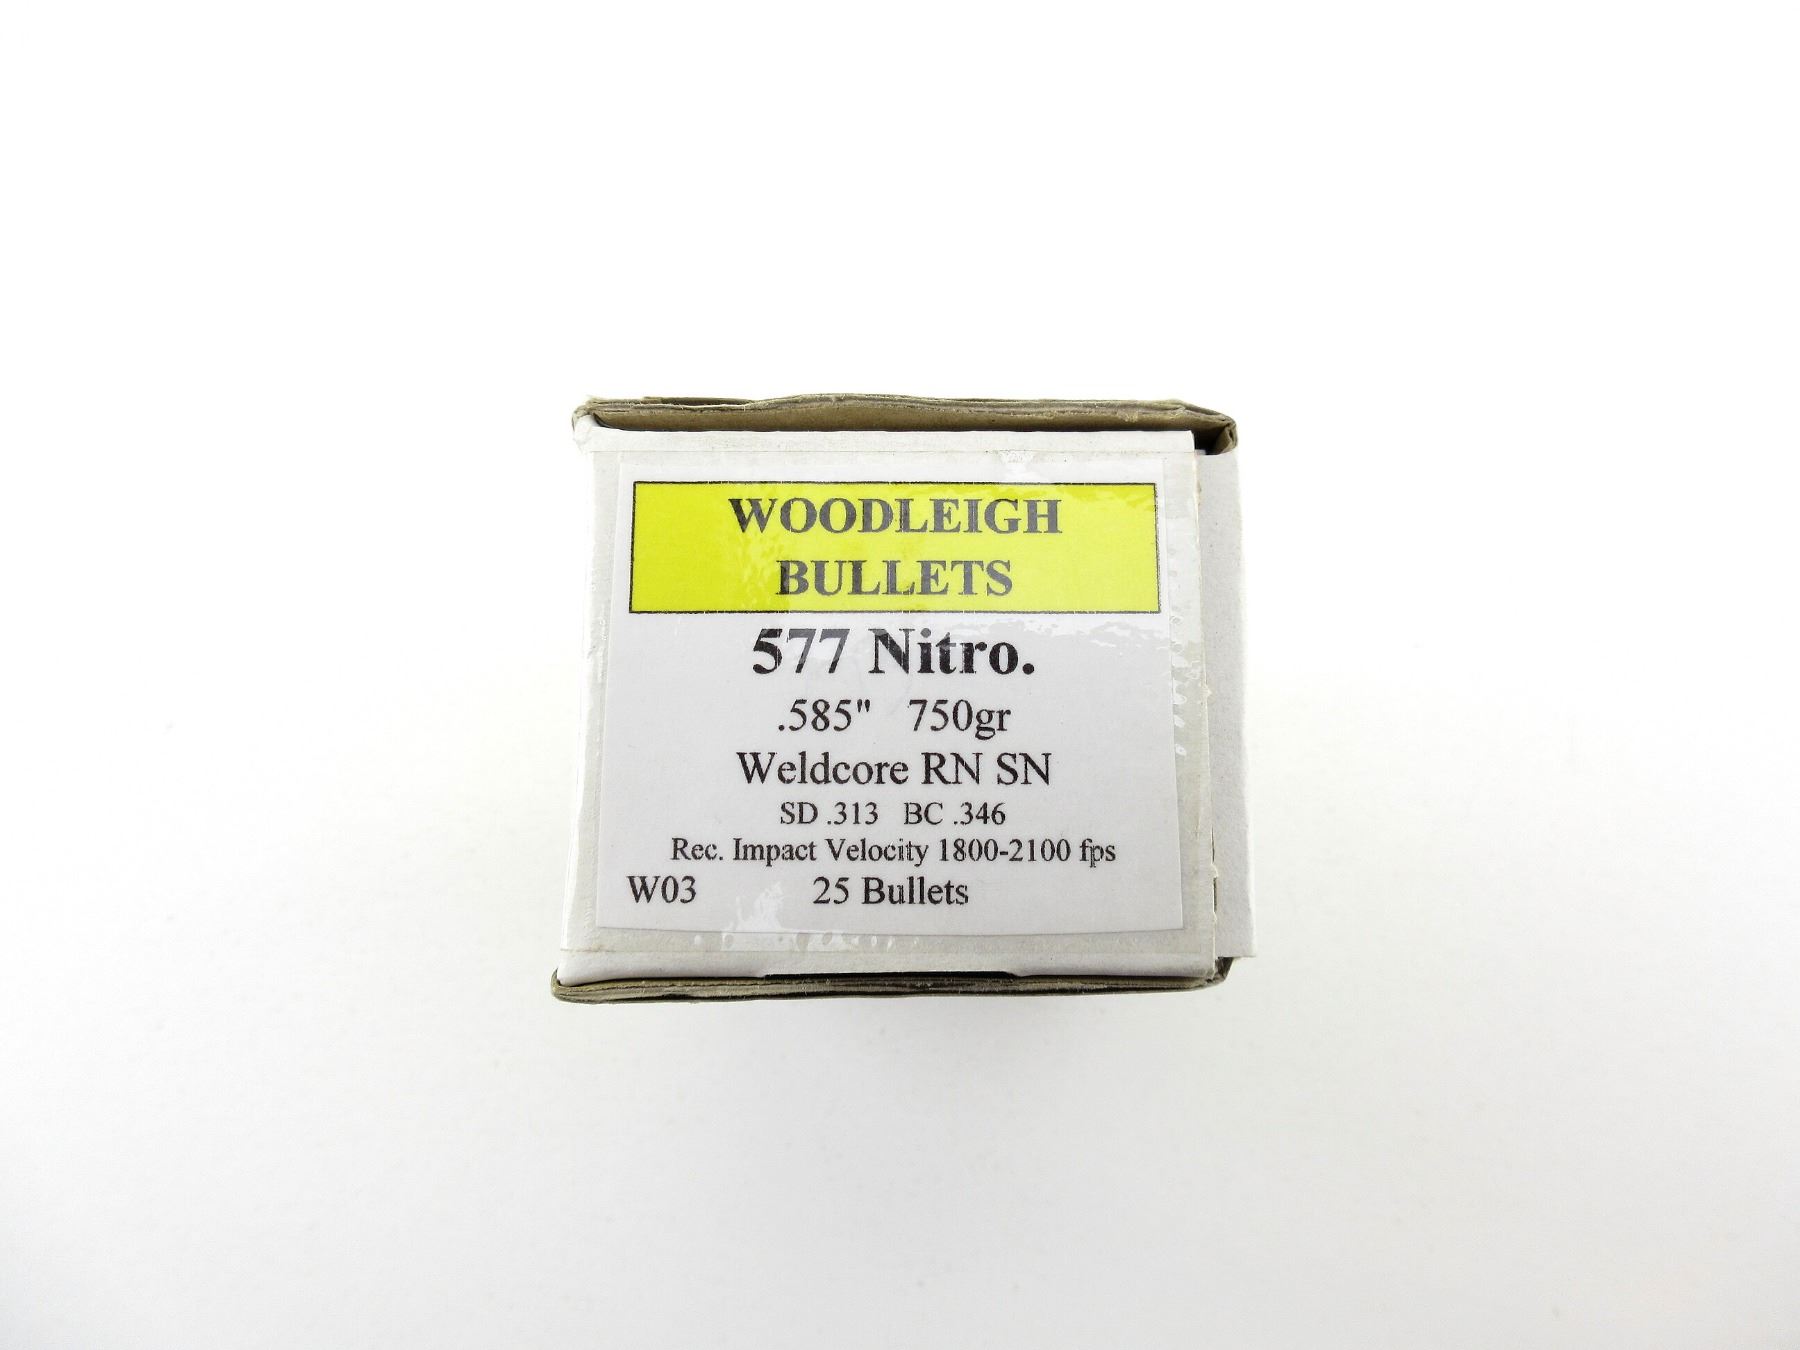 WOODLEIGH
BULLETS
577 Nitro.
.585" 750gr
Weldcore RN SN
SD .313 BC .346
Rec. Impact Velocity 1800-2100 fps
W03 25 Bullets